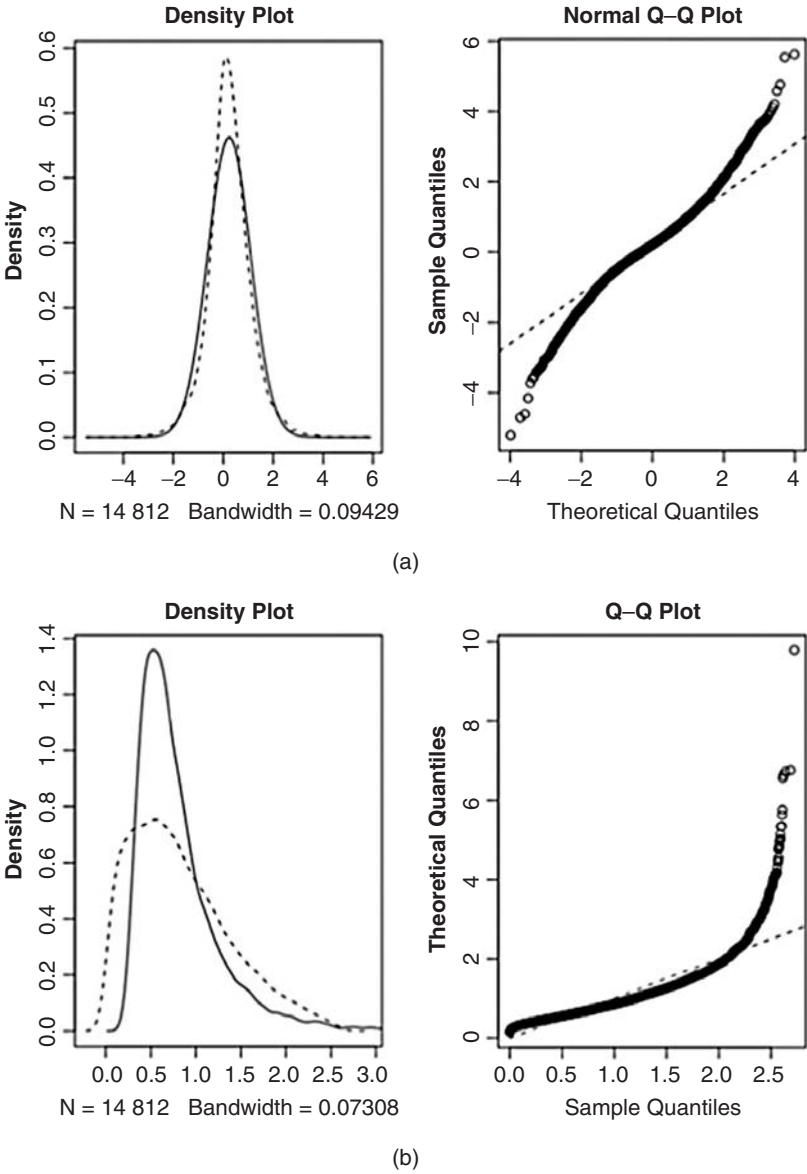 Density Plot
Normal Q–Q Plot
Density
0.0 0.1 0.2 0.3 0.4 0.5 0.6
–4 –2 0 2 4 6
N = 14 812 Bandwidth = 0.09429
Sample Quantiles
–4 –2 0 2 4 6
–4 –2 0 2 4
Theoretical Quantiles
(a)
Density Plot
Q–Q Plot
Density
0.0 0.2 0.4 0.6 0.8 1.0 1.2 1.4
0.0 0.5 1.0 1.5 2.0 2.5 3.0
N = 14 812 Bandwidth = 0.07308
Theoretical Quantiles
0 2 4 6 8 10
0.0 0.5 1.0 1.5 2.0 2.5
Sample Quantiles
(b)